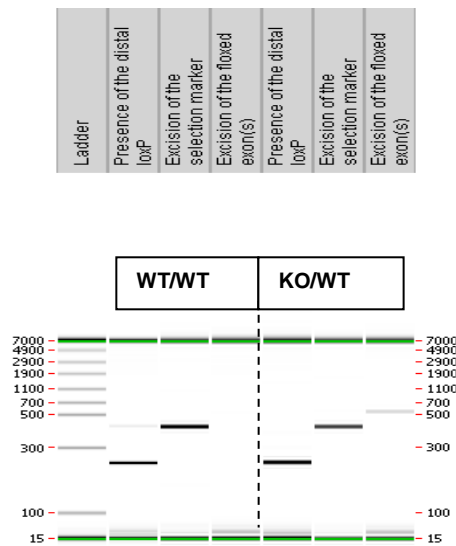 Ladder
Presence of the distal
loxP
Excision of the
selection marker
Excision of the floxed
exon(s)
Presence of the distal
loxP
Excision of the
selection marker
Excision of the floxed
exon(s)
WT/WT
KO/WT
7000
4900
2900
1900
1100
700
500
300
100
15
7000
4900
2900
1900
1100
700
500
300
100
15